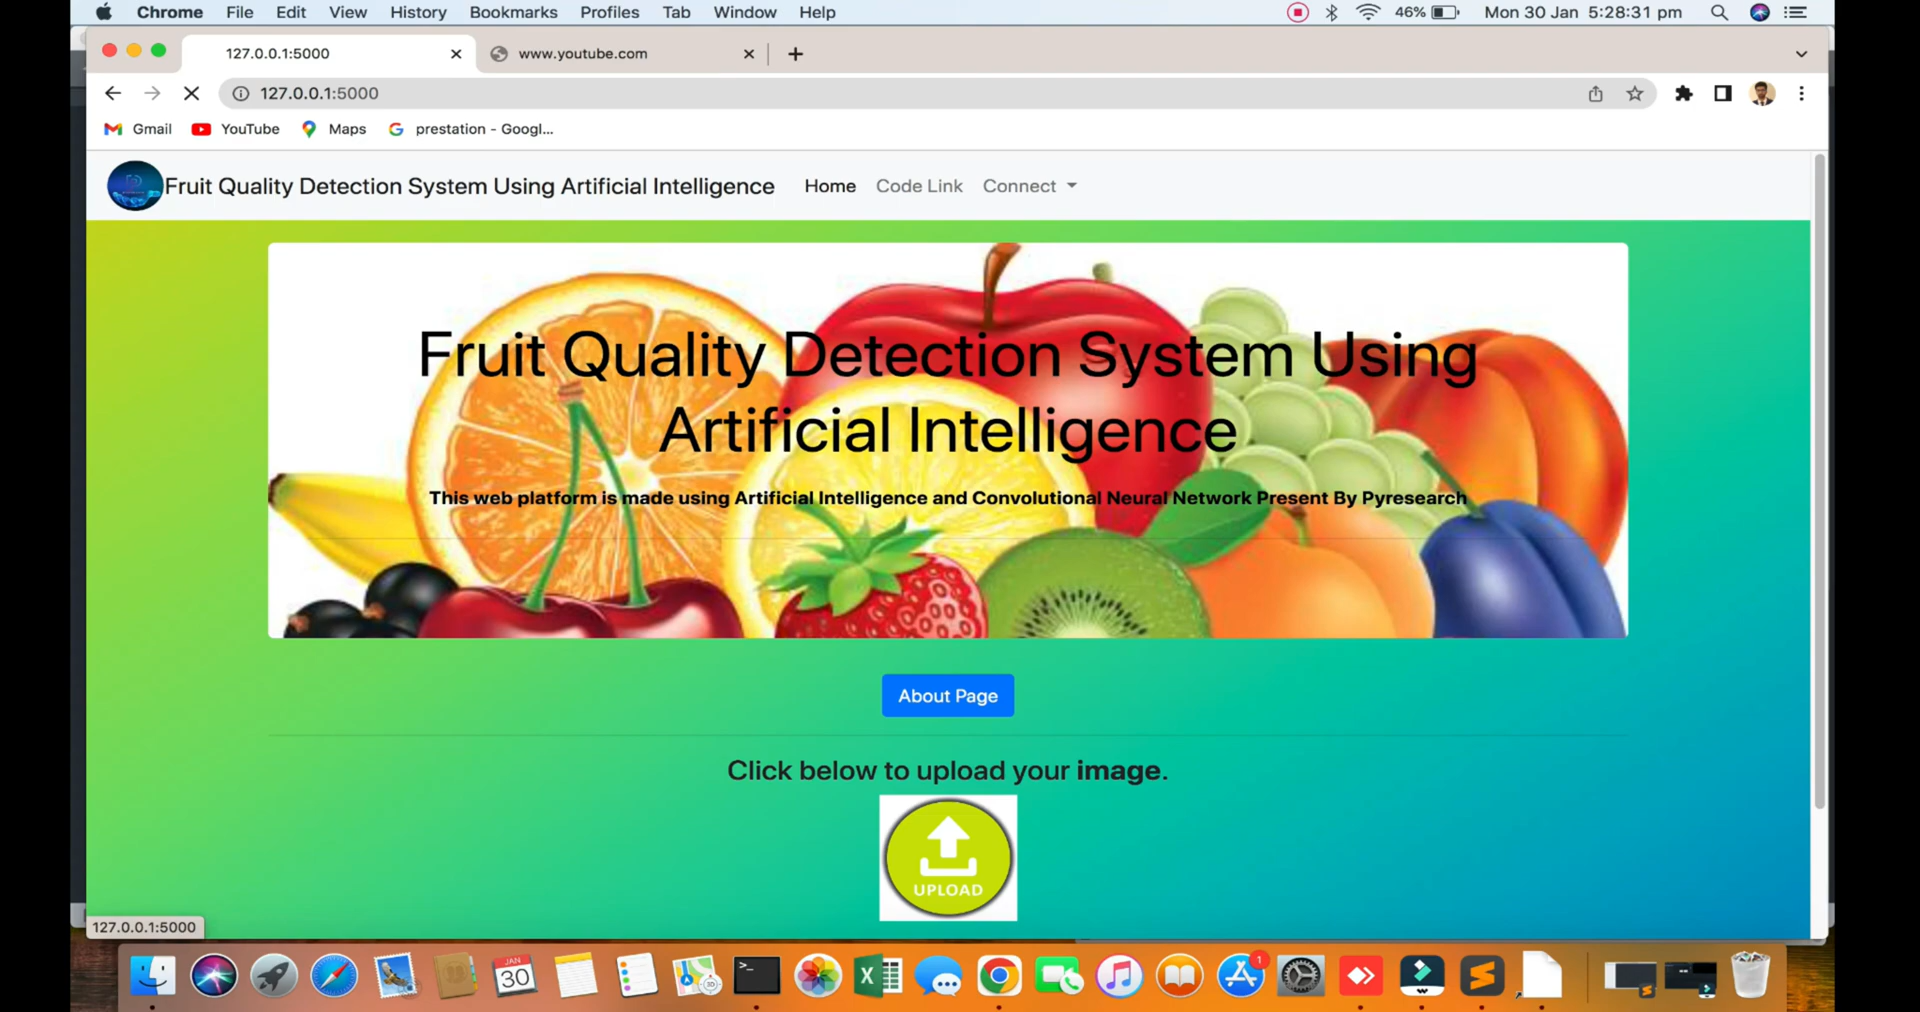 Chrome File Edit View History Bookmarks Profiles Tab Window Help 46% Mon 30 Jan 5:28:31 pm
127.0.0.1:5000 www.youtube.com
127.0.0.1:5000
Gmail YouTube Maps prestation - Googl...
Fruit Quality Detection System Using Artificial Intelligence Home Code Link Connect
Fruit Quality Detection System Using
Artificial Intelligence
This web platform is made using Artificial Intelligence and Convolutional Neural Network Present By Pyresearch
About Page
Click below to upload your image.
UPLOAD
127.0.0.1:5000
JAN
30
3D
1